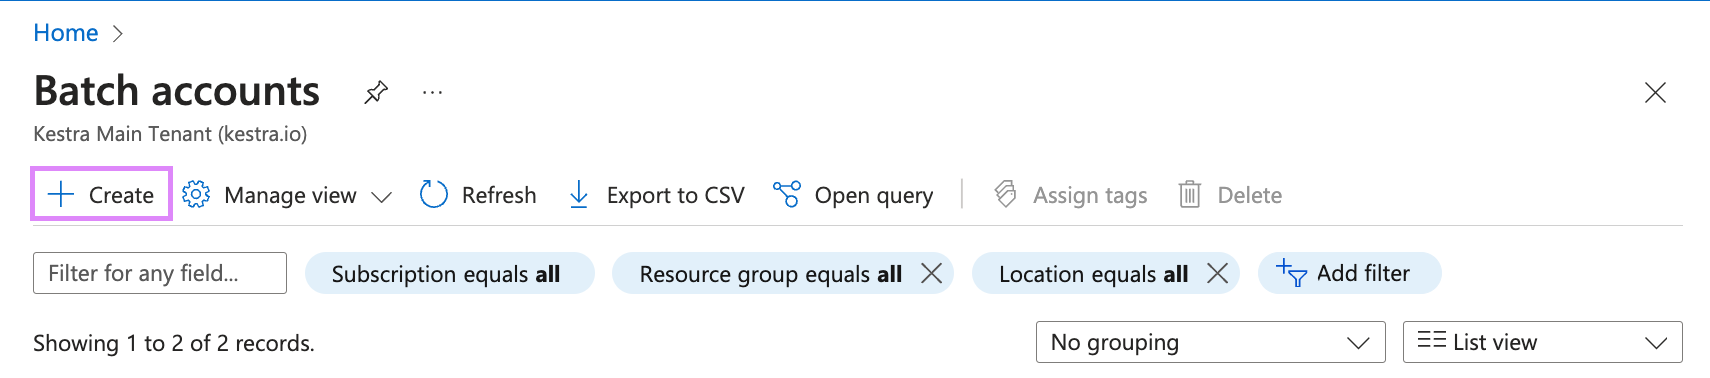 Home
Batch accounts
Kestra Main Tenant (kestra.io)
Create Manage view Refresh Export to CSV Open query Assign tags Delete
Filter for any field... Subscription equals all Resource group equals all Location equals all Add filter
Showing 1 to 2 of 2 records. No grouping List view